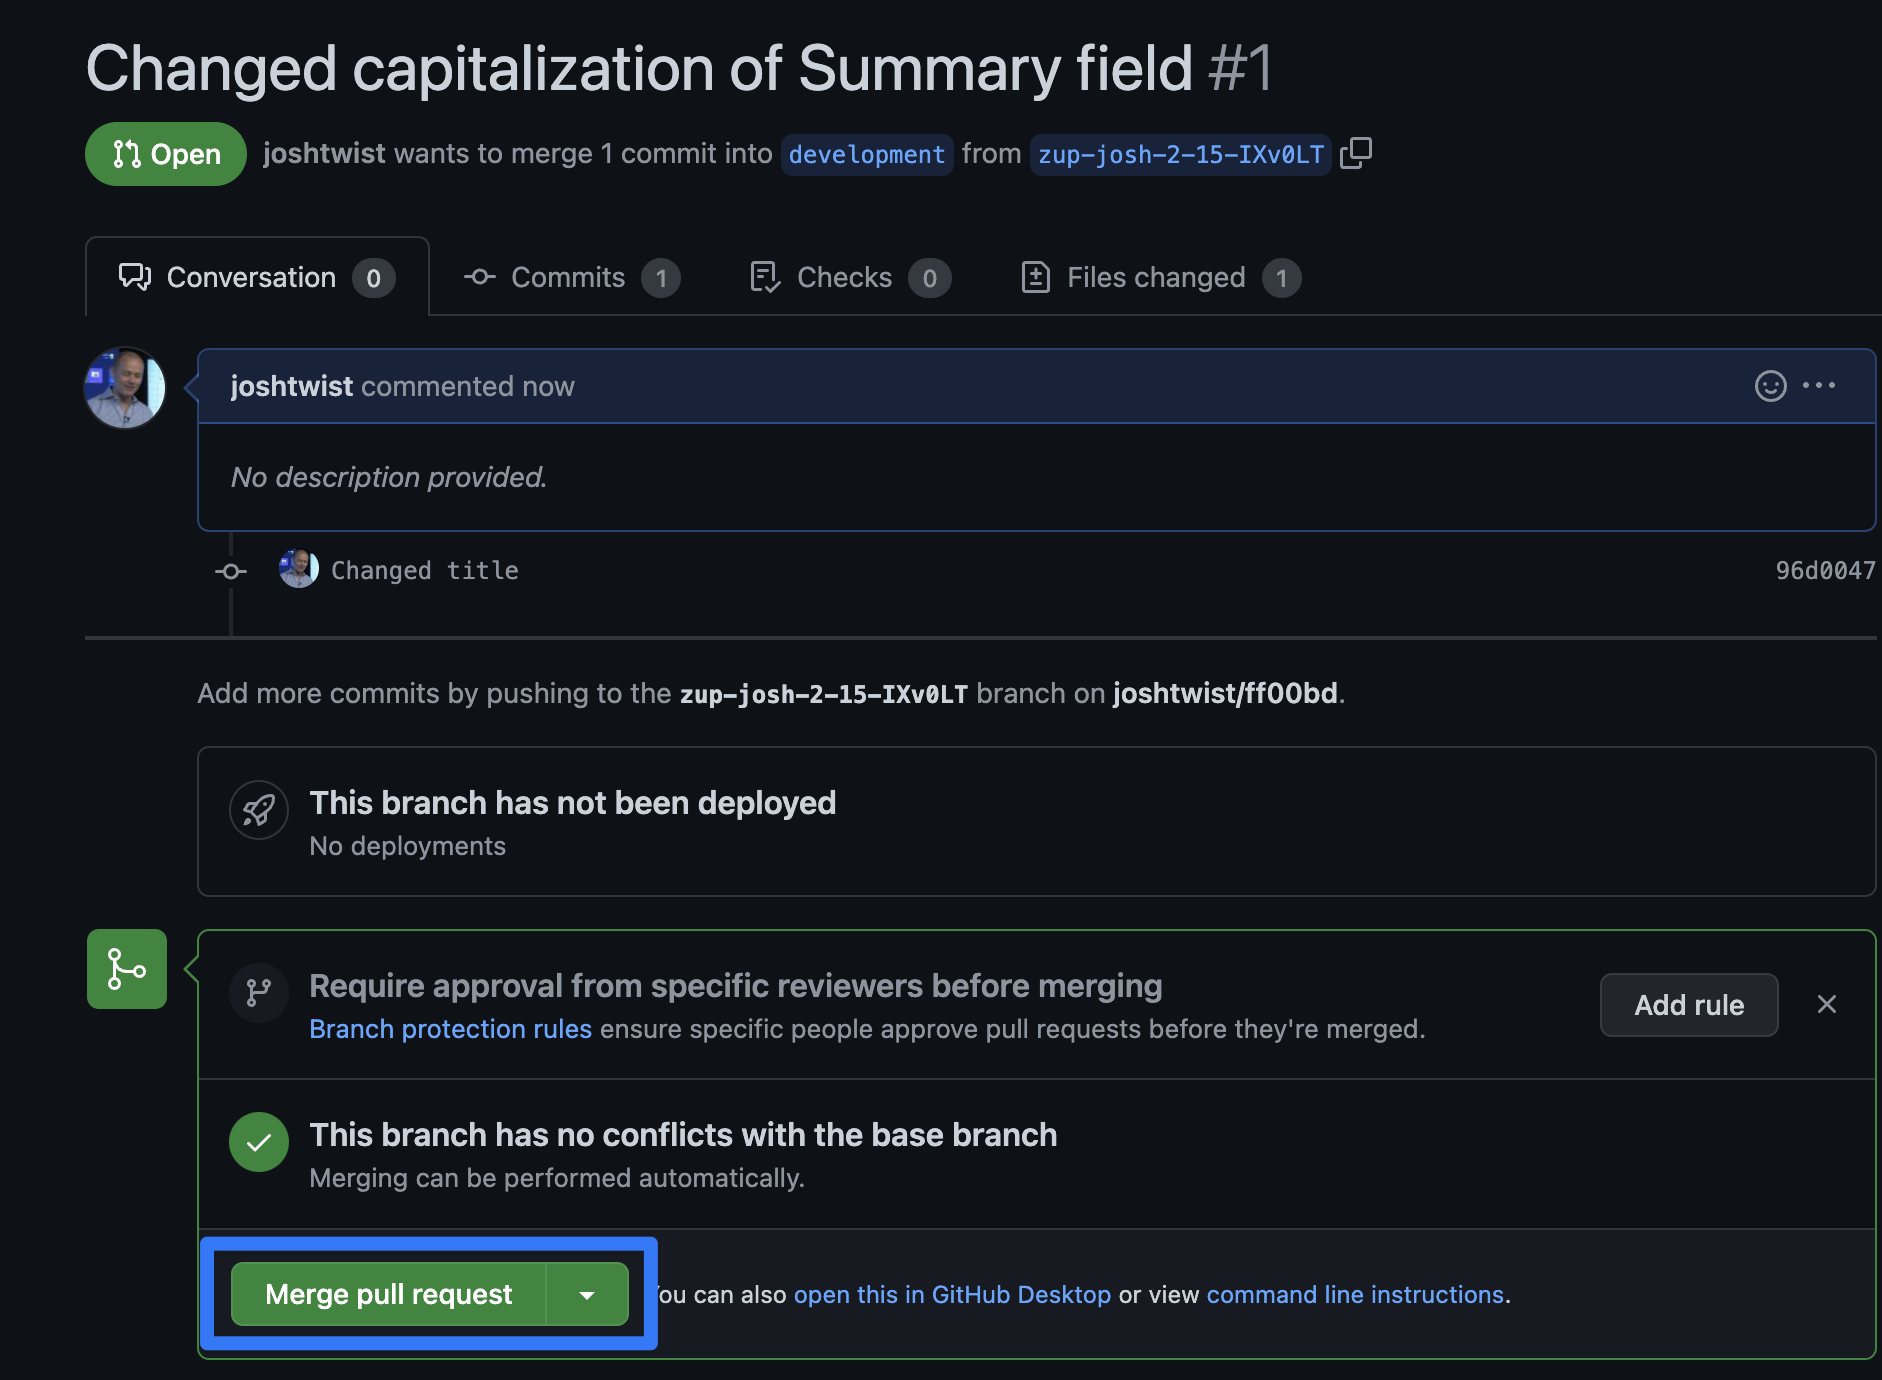 Changed capitalization of Summary field #1
Open joshtwist wants to merge 1 commit into development from zup-josh-2-15-IXv0LT
Conversation 0 Commits 1 Checks 0 Files changed 1
joshtwist commented now
No description provided.
Changed title 96d0047
Add more commits by pushing to the zup-josh-2-15-IXv0LT branch on joshtwist/ff00bd.
This branch has not been deployed
No deployments
Require approval from specific reviewers before merging
Branch protection rules ensure specific people approve pull requests before they're merged.
Add rule
This branch has no conflicts with the base branch
Merging can be performed automatically.
Merge pull request You can also open this in GitHub Desktop or view command line instructions.